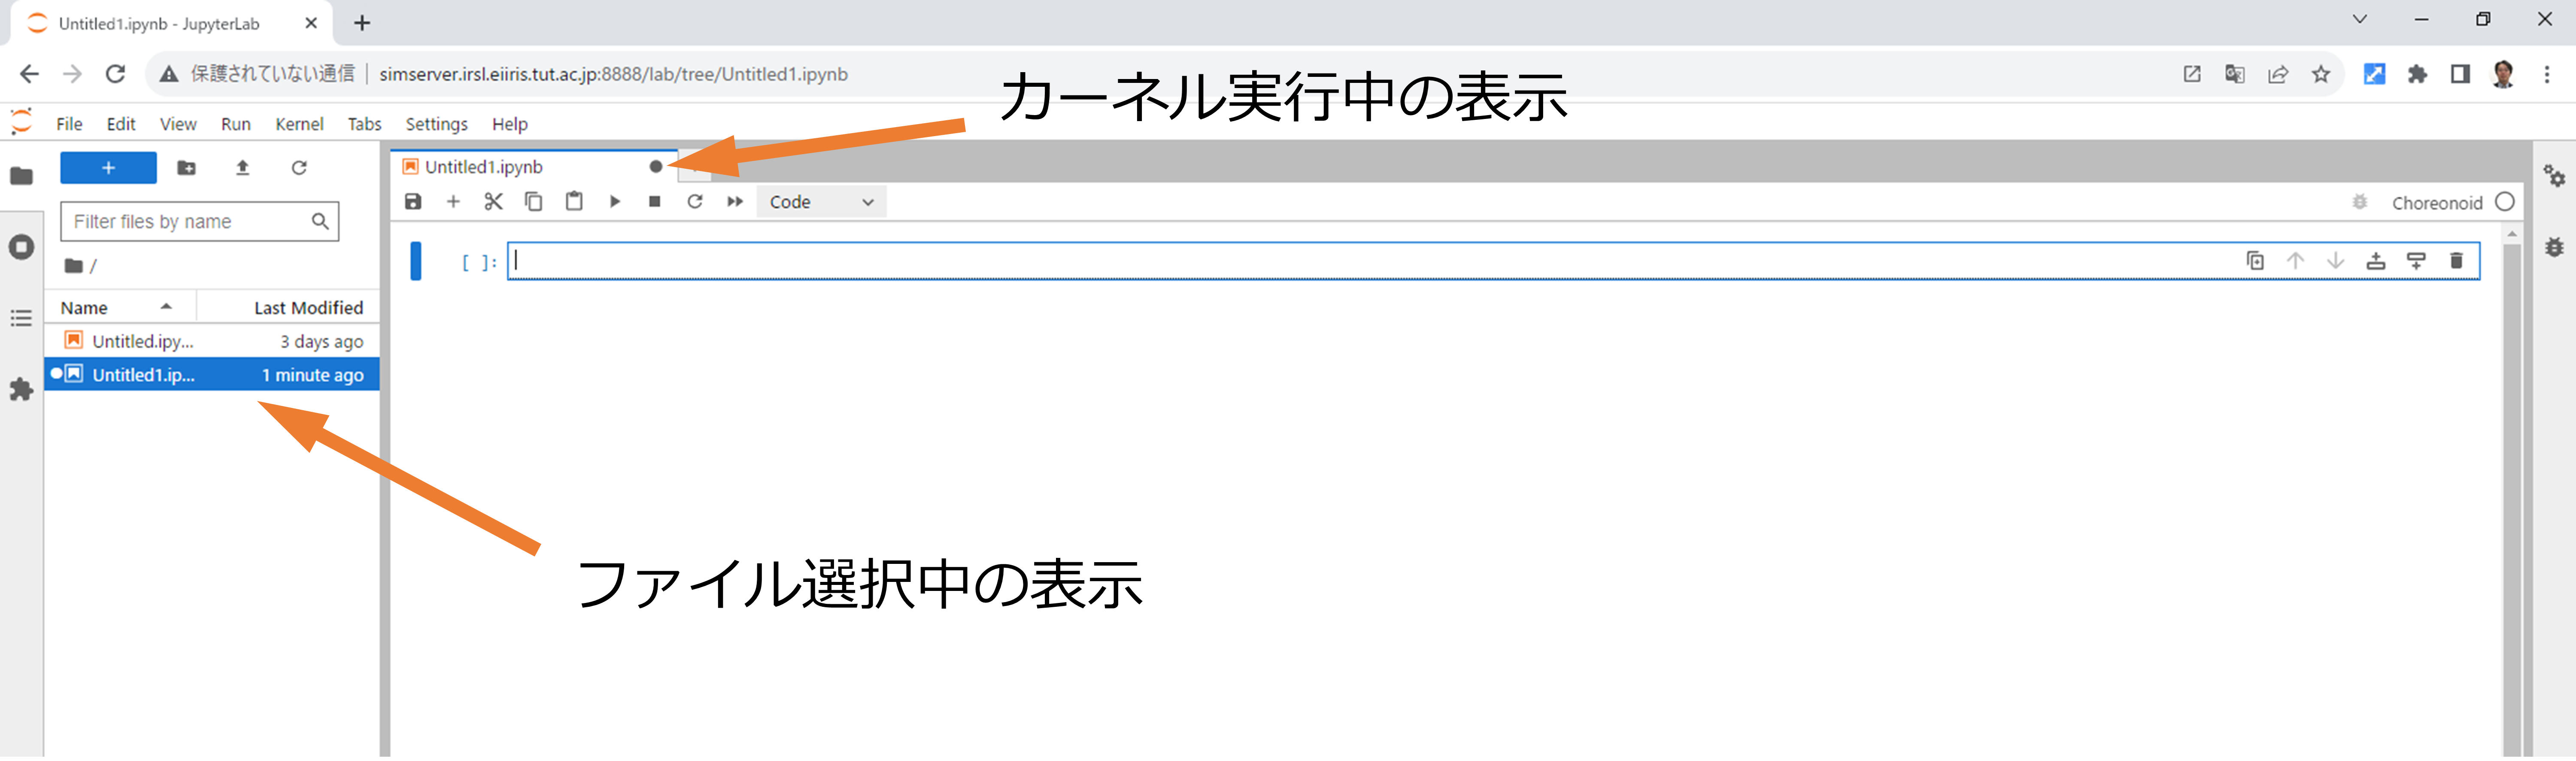 Untitled1.ipynb - JupyterLab
保護されていない通信 | simserver.irsl.eiiris.tut.ac.jp:8888/lab/tree/Untitled1.ipynb
カーネル実行中の表示
File Edit View Run Kernel Tabs Settings Help
Untitled1.ipynb
Filter files by name
Code
Choreonoid
/
[ ]:
Name Last Modified
Untitled.ipy... 3 days ago
Untitled1.ip... 1 minute ago
ファイル選択中の表示